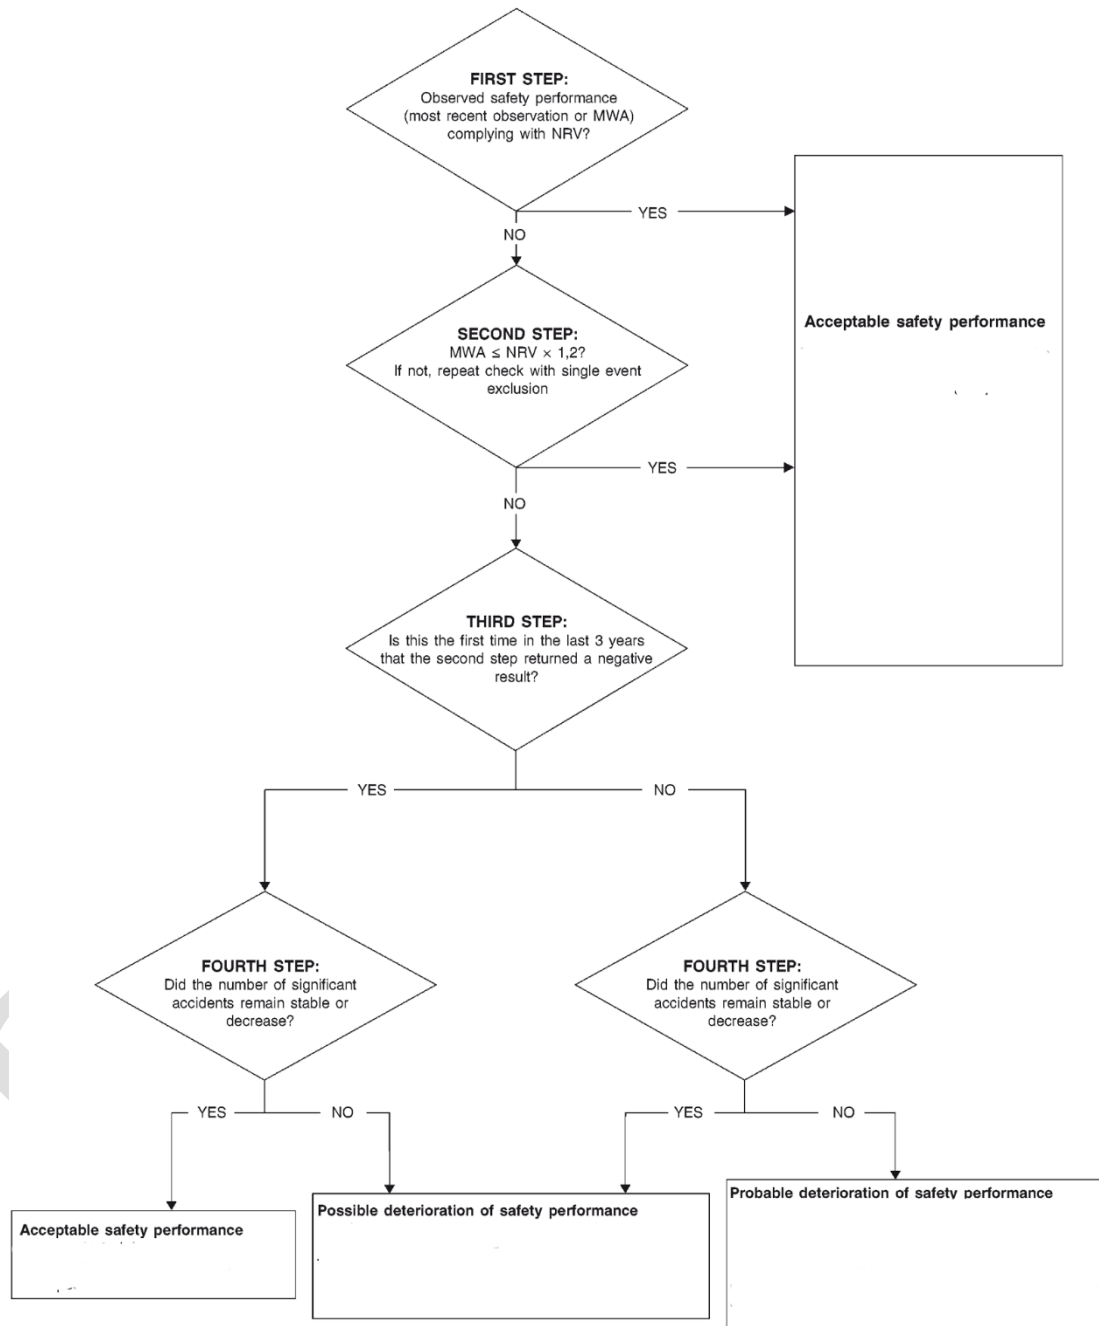 FIRST STEP:
Observed safety performance
(most recent observation or MWA)
complying with NRV?
YES
NO
Acceptable safety performance
SECOND STEP:
MWA ≤ NRV × 1,2?
If not, repeat check with single event
exclusion
YES
NO
THIRD STEP:
Is this the first time in the last 3 years
that the second step returned a negative
result?
YES
NO
FOURTH STEP:
Did the number of significant
accidents remain stable or
decrease?
FOURTH STEP:
Did the number of significant
accidents remain stable or
decrease?
YES
NO
YES
NO
Acceptable safety performance
Possible deterioration of safety performance
Probable deterioration of safety performance